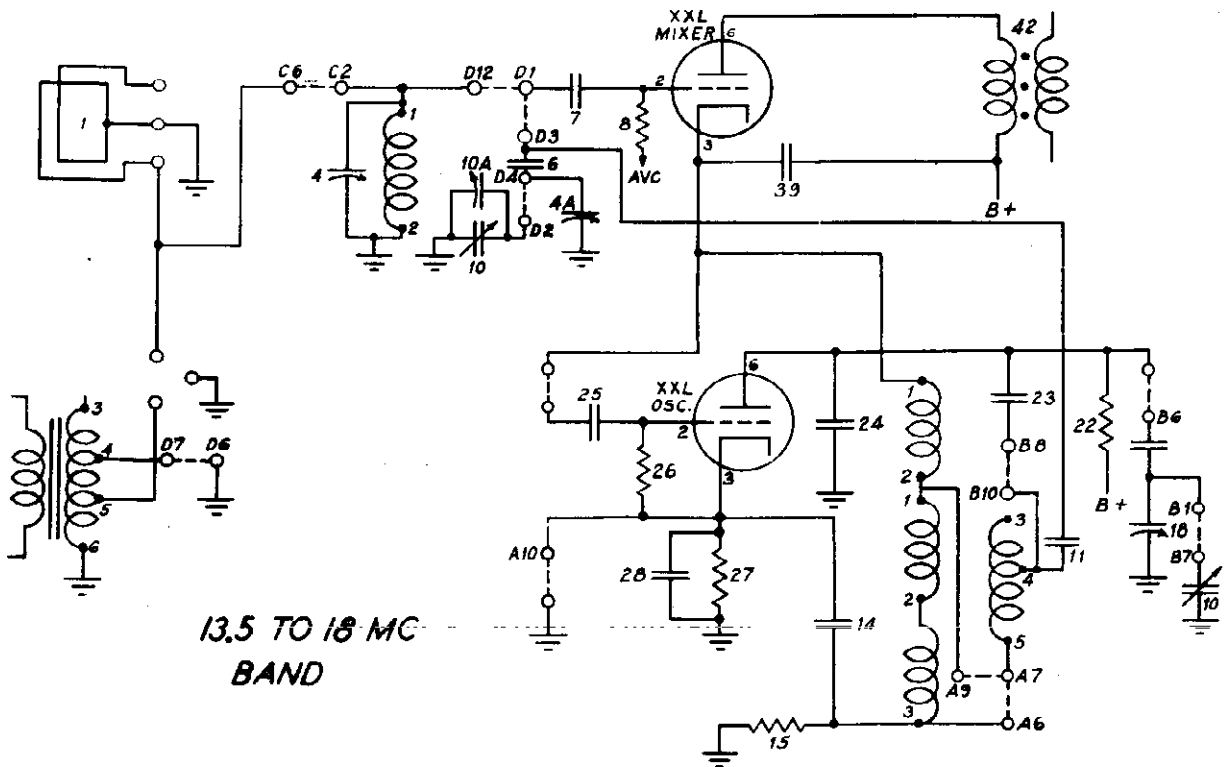 XXL
MIXER
6
42
C6
C2
D12
D1
2
1
1
7
8
3
D3
10A
6
4
D4
AVC
39
4A
D2
B+
2
10
6
XXL
OSC.
25
1
23
2
24
22
B6
3
B8
4
D7
D6
26
2
B10
3
1
B+
B1
5
3
18
11
A10
28
27
4
B7
6
14
2
10
13.5 TO 18 MC
BAND
5
A9
A7
3
A6
15